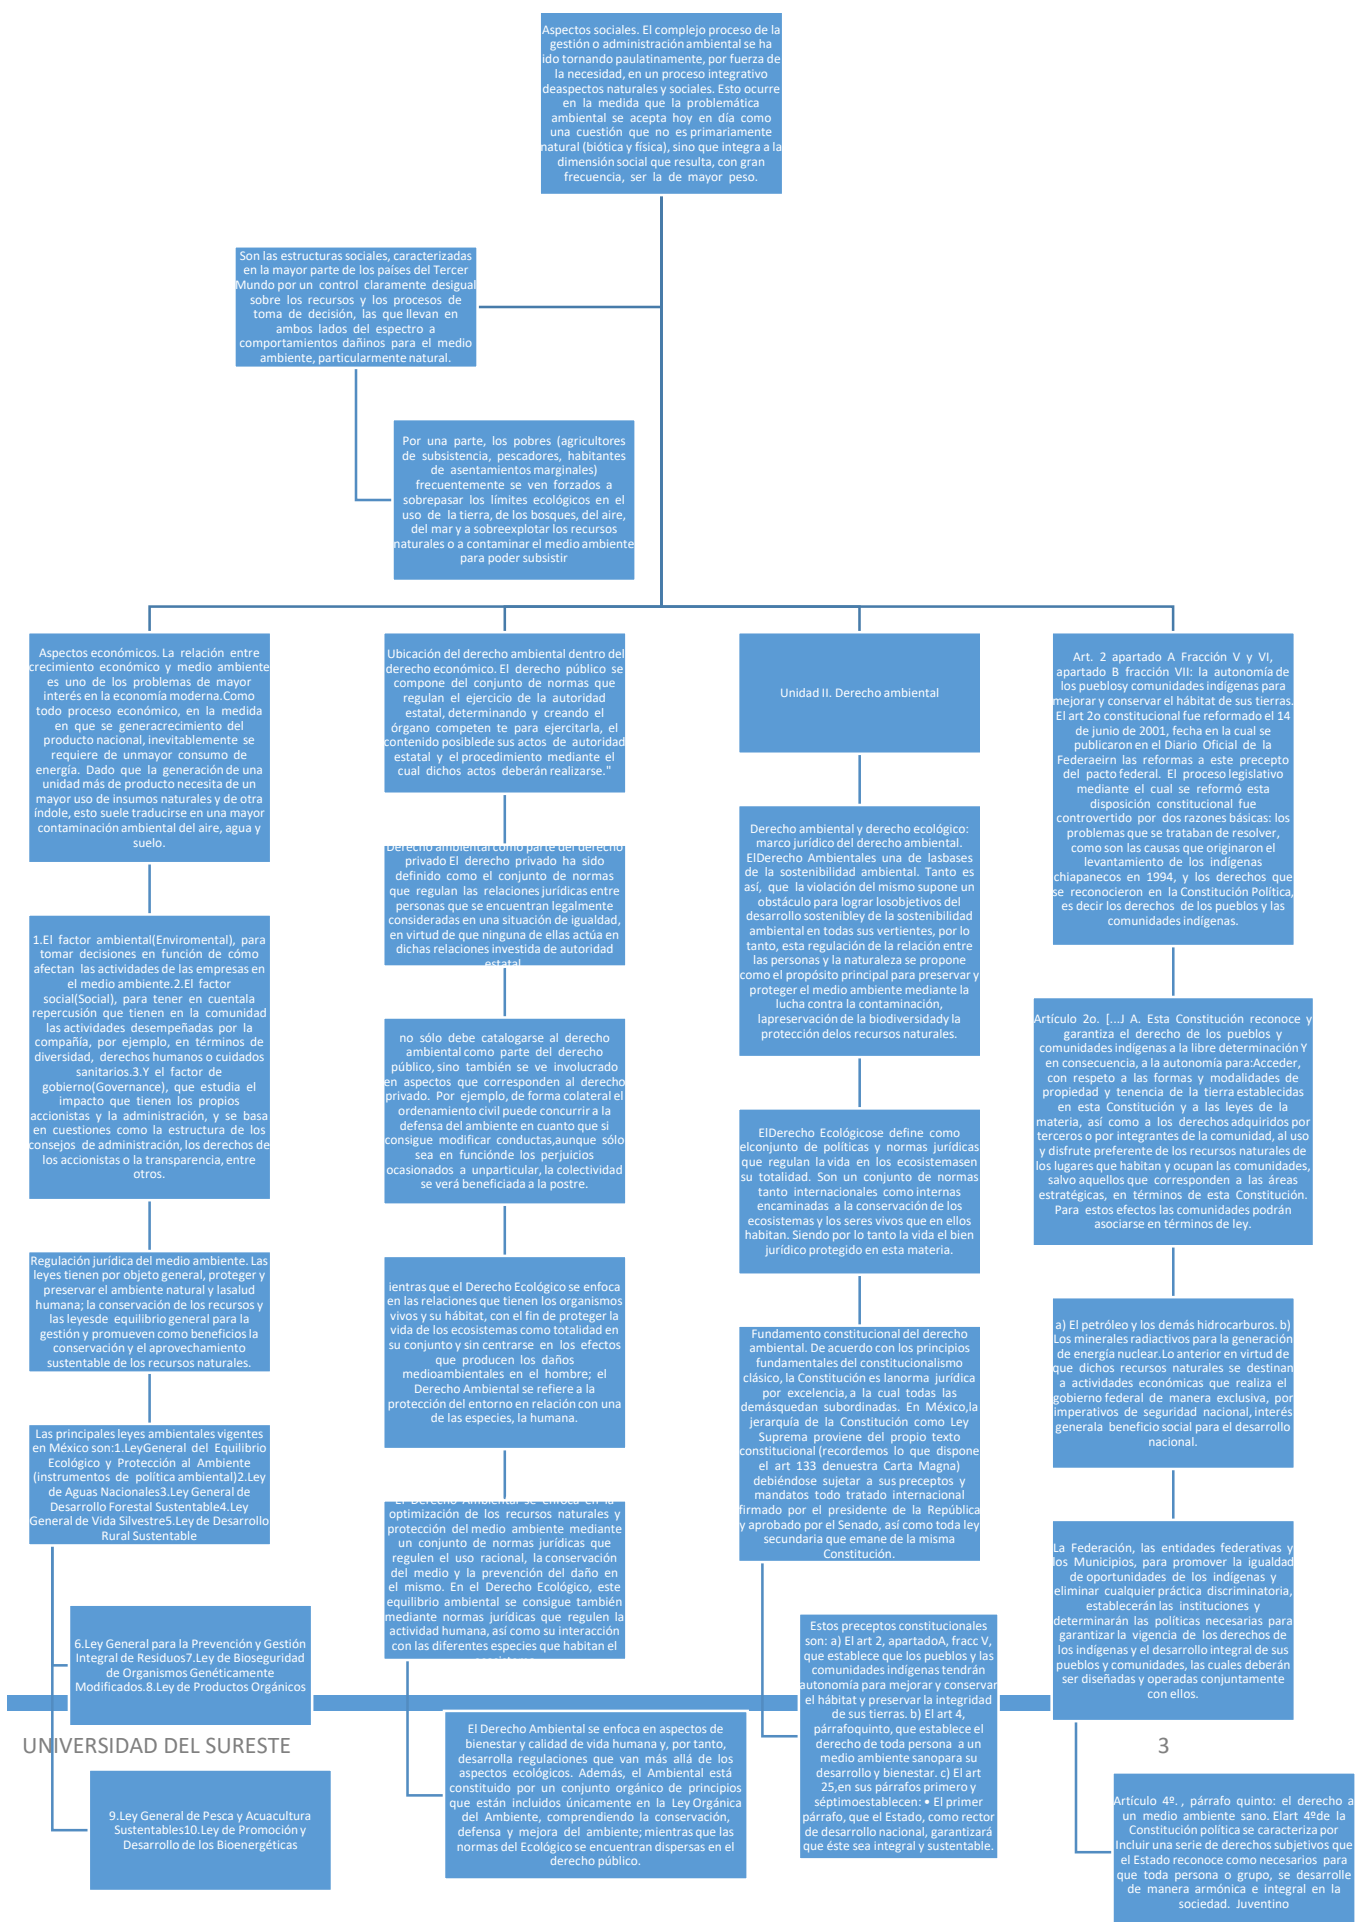 Aspectos sociales. El complejo proceso de la
gestión o administración ambiental se ha
ido tornando paulatinamente, por fuerza de
la necesidad, en un proceso integrativo
deaspectos naturales y sociales. Esto ocurre
en la medida que la problemática
ambiental se acepta hoy en día como
una cuestión que no es primariamente
natural (biótica y física), sino que integra a la
dimensión social que resulta, con gran
frecuencia, ser la de mayor peso.
Son las estructuras sociales, caracterizadas
en la mayor parte de los países del Tercer
Mundo por un control claramente desigual
sobre los recursos y los procesos de
toma de decisión, las que llevan en
ambos lados del espectro a
comportamientos dañinos para el medio
ambiente, particularmente natural.
Por una parte, los pobres (agricultores
de subsistencia, pescadores, habitantes
de asentamientos marginales)
frecuentemente se ven forzados a
sobrepasar los límites ecológicos en el
uso de la tierra, de los bosques, del aire,
del mar y a sobreexplotar los recursos
naturales o a contaminar el medio ambiente
para poder subsistir
Aspectos económicos. La relación entre
crecimiento económico y medio ambiente
es uno de los problemas de mayor
interés en la economía moderna.Como
todo proceso económico, en la medida
en que se generacrecimiento del
producto nacional, inevitablemente se
requiere de unmayor consumo de
energía. Dado que la generación de una
unidad más de producto necesita de un
mayor uso de insumos naturales y de otra
índole, esto suele traducirse en una mayor
contaminación ambiental del aire, agua y
suelo.
1.El factor ambiental(Enviromental), para
tomar decisiones en función de cómo
afectan las actividades de las empresas en
el medio ambiente.2.El factor
social(Social), para tener en cuentala
repercusión que tienen en la comunidad
las actividades desempeñadas por la
compañía, por ejemplo, en términos de
diversidad, derechos humanos o cuidados
sanitarios.3.Y el factor de
gobierno(Governance), que estudia el
impacto que tienen los propios
accionistas y la administración, y se basa
en cuestiones como la estructura de los
consejos de administración, los derechos de
los accionistas o la transparencia, entre
otros.
Regulación jurídica del medio ambiente. Las
leyes tienen por objeto general, proteger y
preservar el ambiente natural y lasalud
humana; la conservación de los recursos y
las leyesde equilibrio general para la
gestión y promueven como beneficios la
conservación y el aprovechamiento
sustentable de los recursos naturales.
Las principales leyes ambientales vigentes
en México son:1.LeyGeneral del Equilibrio
Ecológico y Protección al Ambiente
(instrumentos de política ambiental)2.Ley
de Aguas Nacionales3.Ley General de
Desarrollo Forestal Sustentable4.Ley
General de Vida Silvestre5.Ley de Desarrollo
Rural Sustentable
6.Ley General para la Prevención y Gestión
Integral de Residuos7.Ley de Bioseguridad
de Organismos Genéticamente
Modificados.8.Ley de Productos Orgánicos
9.Ley General de Pesca y Acuacultura
Sustentables10.Ley de Promoción y
Desarrollo de los Bioenergéticas
Ubicación del derecho ambiental dentro del
derecho económico. El derecho público se
compone del conjunto de normas que
regulan el ejercicio de la autoridad
estatal, determinando y creando el
órgano competen te para ejercitarla, el
contenido posiblede sus actos de autoridad
estatal y el procedimiento mediante el
cual dichos actos deberán realizarse."
Derecho ambiental como parte del derecho
privado El derecho privado ha sido
definido como el conjunto de normas
que regulan las relaciones jurídicas entre
personas que se encuentran legalmente
consideradas en una situación de igualdad,
en virtud de que ninguna de ellas actúa en
dichas relaciones investida de autoridad
estatal
no sólo debe catalogarse al derecho
ambiental como parte del derecho
público, sino también se ve involucrado
en aspectos que corresponden al derecho
privado. Por ejemplo, de forma colateral el
ordenamiento civil puede concurrir a la
defensa del ambiente en cuanto que si
consigue modificar conductas,aunque sólo
sea en funciónde los perjuicios
ocasionados a unparticular, la colectividad
se verá beneficiada a la postre.
ientras que el Derecho Ecológico se enfoca
en las relaciones que tienen los organismos
vivos y su hábitat, con el fin de proteger la
vida de los ecosistemas como totalidad en
su conjunto y sin centrarse en los efectos
que producen los daños
medioambientales en el hombre; el
Derecho Ambiental se refiere a la
protección del entorno en relación con una
de las especies, la humana.
El Derecho Ambiental se enfoca en la
optimización de los recursos naturales y
protección del medio ambiente mediante
un conjunto de normas jurídicas que
regulen el uso racional, la conservación
del medio y la prevención del daño en
el mismo. En el Derecho Ecológico, este
equilibrio ambiental se consigue también
mediante normas jurídicas que regulen la
actividad humana, así como su interacción
con las diferentes especies que habitan el
El Derecho Ambiental se enfoca en aspectos de
bienestar y calidad de vida humana y, por tanto,
desarrolla regulaciones que van más allá de los
aspectos ecológicos. Además, el Ambiental está
constituido por un conjunto orgánico de principios
que están incluidos únicamente en la Ley Orgánica
del Ambiente, comprendiendo la conservación,
defensa y mejora del ambiente; mientras que las
normas del Ecológico se encuentran dispersas en el
derecho público.
Unidad II. Derecho ambiental
Derecho ambiental y derecho ecológico:
marco jurídico del derecho ambiental.
ElDerecho Ambientales una de lasbases
de la sostenibilidad ambiental. Tanto es
así, que la violación del mismo supone un
obstáculo para lograr losobjetivos del
desarrollo sostenibley de la sostenibilidad
ambiental en todas sus vertientes, por lo
tanto, esta regulación de la relación entre
las personas y la naturaleza se propone
como el propósito principal para preservar y
proteger el medio ambiente mediante la
lucha contra la contaminación,
lapreservación de la biodiversidady la
protección delos recursos naturales.
ElDerecho Ecológicose define como
elconjunto de políticas y normas jurídicas
que regulan la vida en los ecosistemasen
su totalidad. Son un conjunto de normas
tanto internacionales como internas
encaminadas a la conservación de los
ecosistemas y los seres vivos que en ellos
habitan. Siendo por lo tanto la vida el bien
jurídico protegido en esta materia.
Fundamento constitucional del derecho
ambiental. De acuerdo con los principios
fundamentales del constitucionalismo
clásico, la Constitución es lanorma jurídica
por excelencia, a la cual todas las
demásquedan subordinadas. En México,la
jerarquía de la Constitución como Ley
Suprema proviene del propio texto
constitucional (recordemos lo que dispone
el art 133 denuestra Carta Magna)
debiéndose sujetar a sus preceptos y
mandatos todo tratado internacional
firmado por el presidente de la República
y aprobado por el Senado, así como toda ley
secundaria que emane de la misma
Constitución.
Estos preceptos constitucionales
son: a) El art 2, apartadoA, fracc V,
que establece que los pueblos y las
comunidades indígenas tendrán
autonomía para mejorar y conservar
el hábitat y preservar la integridad
de sus tierras. b) El art 4,
párrafoquinto, que establece el
derecho de toda persona a un
medio ambiente sanopara su
desarrollo y bienestar. c) El art
25,en sus párrafos primero y
séptimoestablecen: • El primer
párrafo, que el Estado, como rector
de desarrollo nacional, garantizará
que éste sea integral y sustentable.
Art. 2 apartado A Fracción V y VI,
apartado B fracción VII: la autonomía de
los pueblosy comunidades indígenas para
mejorar y conservar el hábitat de sus tierras.
El art 2o constitucional fue reformado el 14
de junio de 2001, fecha en la cual se
publicaron en el Diario Oficial de la
Federaeirn las reformas a este precepto
del pacto federal. El proceso legislativo
mediante el cual se reformó esta
disposición constitucional fue
controvertido por dos razones básicas: los
problemas que se trataban de resolver,
como son las causas que originaron el
levantamiento de los indígenas
chiapanecos en 1994, y los derechos que
se reconocieron en la Constitución Política,
es decir los derechos de los pueblos y las
comunidades indígenas.
Artículo 2o. [...J A. Esta Constitución reconoce y
garantiza el derecho de los pueblos y
comunidades indígenas a la libre determinación Y
en consecuencia, a la autonomía para:Acceder,
con respeto a las formas y modalidades de
propiedad y tenencia de la tierra establecidas
en esta Constitución y a las leyes de la
materia, así como a los derechos adquiridos por
terceros o por integrantes de la comunidad, al uso
y disfrute preferente de los recursos naturales de
los lugares que habitan y ocupan las comunidades,
salvo aquellos que corresponden a las áreas
estratégicas, en términos de esta Constitución.
Para estos efectos las comunidades podrán
asociarse en términos de ley.
a) El petróleo y los demás hidrocarburos. b)
Los minerales radiactivos para la generación
de energía nuclear.Lo anterior en virtud de
que dichos recursos naturales se destinan
a actividades económicas que realiza el
gobierno federal de manera exclusiva, por
imperativos de seguridad nacional, interés
generala beneficio social para el desarrollo
nacional.
La Federación, las entidades federativas y
los Municipios, para promover la igualdad
de oportunidades de los indígenas y
eliminar cualquier práctica discriminatoria,
establecerán las instituciones y
determinarán las políticas necesarias para
garantizar la vigencia de los derechos de
los indígenas y el desarrollo integral de sus
pueblos y comunidades, las cuales deberán
ser diseñadas y operadas conjuntamente
con ellos.
Artículo 4º. , párrafo quinto: el derecho a
un medio ambiente sano. Elart 4ºde la
Constitución política se caracteriza por
Incluir una serie de derechos subjetivos que
el Estado reconoce como necesarios para
que toda persona o grupo, se desarrolle
de manera armónica e integral en la
sociedad. Juventino
UNIVERSIDAD DEL SURESTE
3